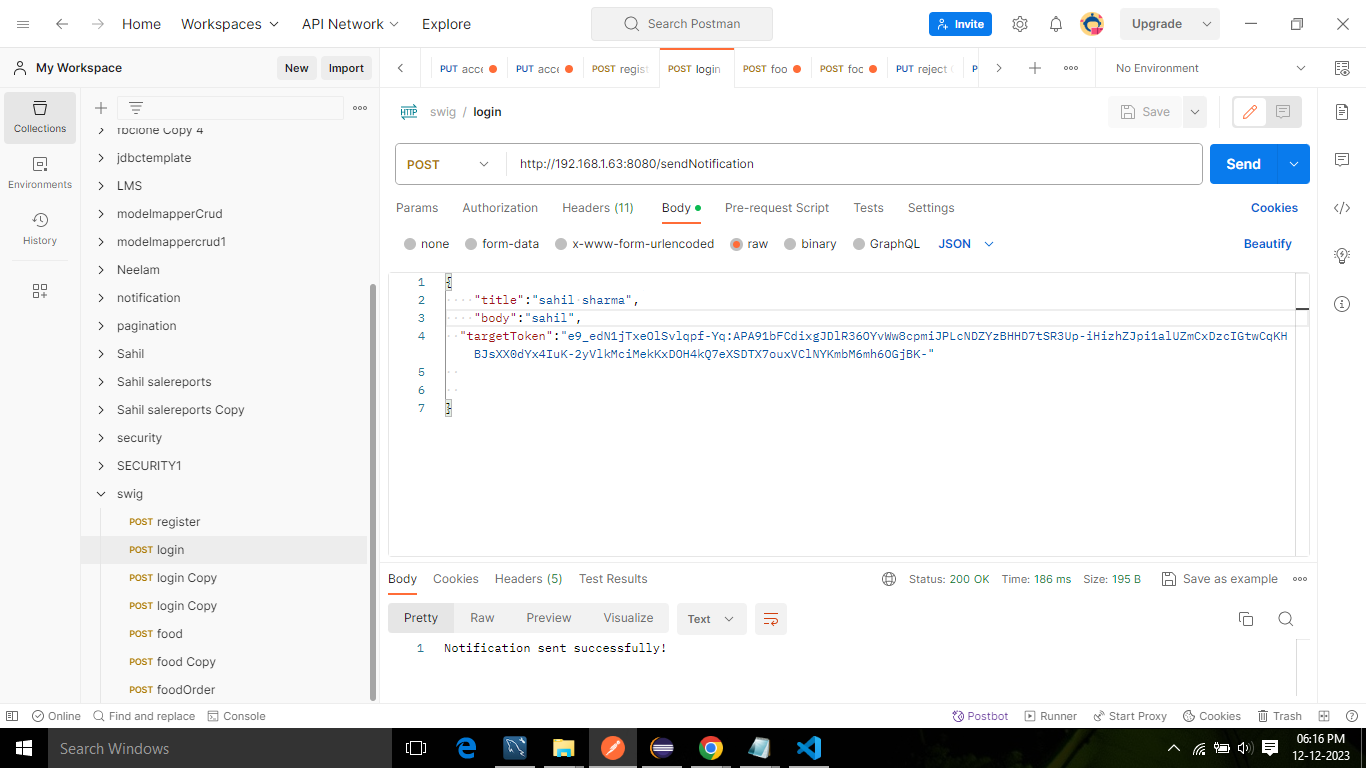 Home Workspaces API Network Explore Search Postman Invite Upgrade
My Workspace New Import
PUT acce PUT acce POST regist POST login POST foo POST foc PUT reject P No Environment
Collections
Environments
History
fbclone Copy 4
jdbctemplate
LMS
modelmapperCrud
modelmappercrud1
Neelam
notification
pagination
Sahil
Sahil salereports
Sahil salereports Copy
security
SECURITY1
swig
POST register
POST login
POST login Copy
POST login Copy
POST food
POST food Copy
POST foodOrder
HTTP swig / login Save
POST http://192.168.1.63:8080/sendNotification Send
Params Authorization Headers (11) Body Pre-request Script Tests Settings Cookies
none form-data x-www-form-urlencoded raw binary GraphQL JSON Beautify
1 {
2 "title":"sahil sharma",
3 "body":"sahil",
4 "targetToken":"e9_edN1jTxeOlSvlqpf-Yq:APA91bFCdixgJDlR36OYvWw8cpmiJPLcNDZYzBHHD7tSR3Up-iHizhZJpi1alUZmCxDzcIGtwCqKH
BJsXX0dYx4IuK-2yVlkMciMekKxDOH4kQ7eXSDTX7ouxVClNYKmbM6mh6OGjBK-"
5
6
7 }
Body Cookies Headers (5) Test Results Status: 200 OK Time: 186 ms Size: 195 B Save as example
Pretty Raw Preview Visualize Text
1 Notification sent successfully!
Online Find and replace Console Postbot Runner Start Proxy Cookies Trash
Search Windows
06:16 PM
12-12-2023